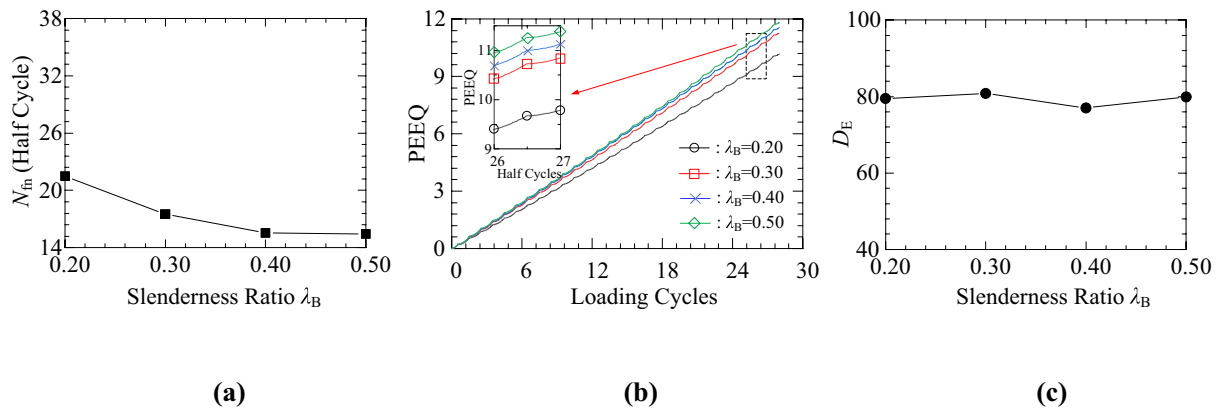 38
32
26
20
14
N_fn (Half Cycle)
0.20 0.30 0.40 0.50
Slenderness Ratio λ_B
(a)
12
9
6
3
0
PEEQ
11
10
9
PEEQ
26 27
Half Cycles
: λ_B=0.20
: λ_B=0.30
: λ_B=0.40
: λ_B=0.50
0 6 12 18 24 30
Loading Cycles
(b)
100
80
60
40
D_E
0.20 0.30 0.40 0.50
Slenderness Ratio λ_B
(c)